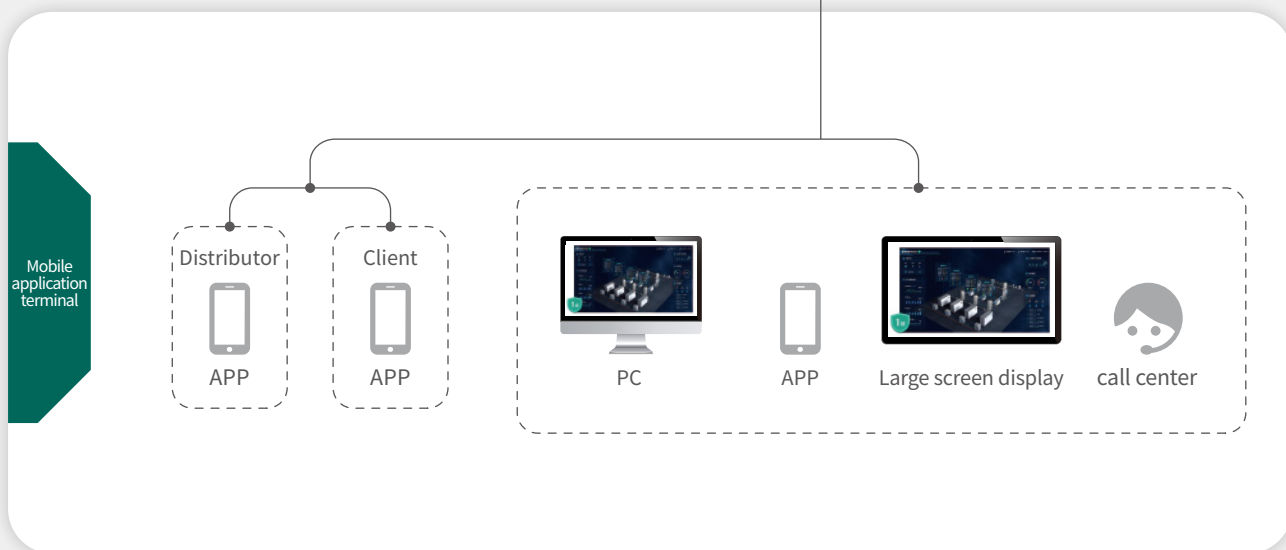 Mobile
application
terminal
Distributor
APP
Client
APP
PC
APP
Large screen display
call center